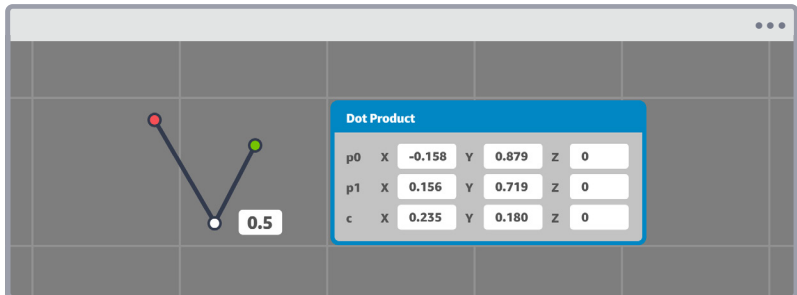 Dot Product
p0 X -0.158 Y 0.879 Z 0
p1 X 0.156 Y 0.719 Z 0
c X 0.235 Y 0.180 Z 0
0.5